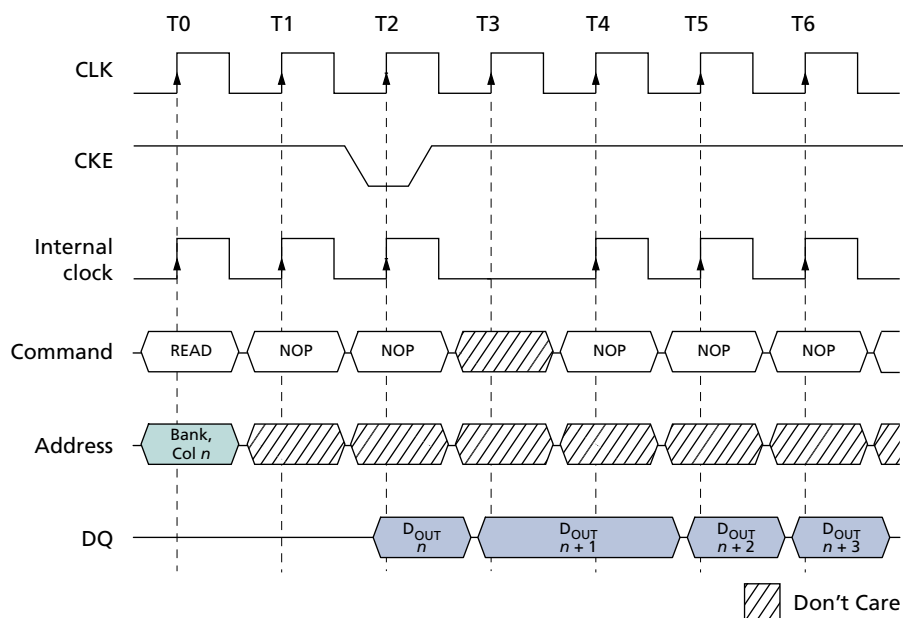 T0 T1 T2 T3 T4 T5 T6
CLK
CKE
Internal
clock
Command READ NOP NOP NOP NOP NOP
Address Bank,
Col n
DQ DOUT
n DOUT
n + 1 DOUT
n + 2 DOUT
n + 3
Don't Care